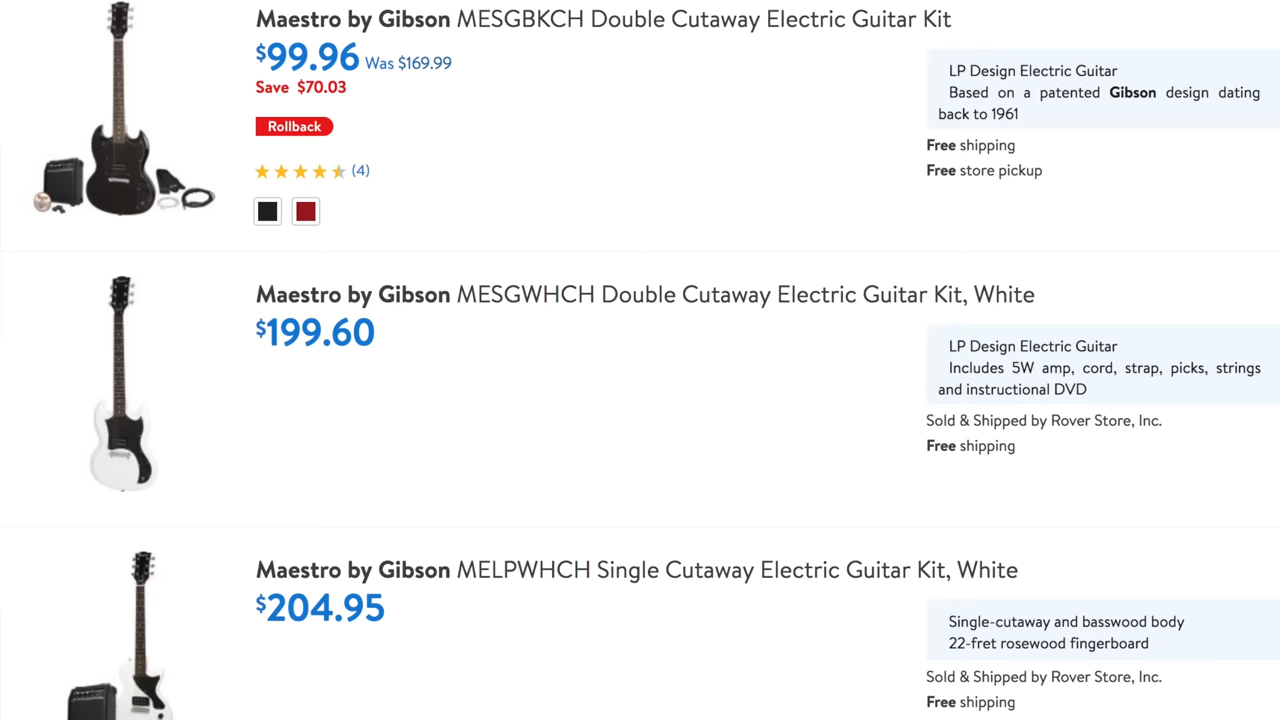 Maestro by Gibson MESGBKCH Double Cutaway Electric Guitar Kit
$99.96 Was $169.99
Save $70.03
Rollback
(4)
LP Design Electric Guitar
Based on a patented Gibson design dating
back to 1961
Free shipping
Free store pickup
Maestro by Gibson MESGWHCH Double Cutaway Electric Guitar Kit, White
$199.60
LP Design Electric Guitar
Includes 5W amp, cord, strap, picks, strings
and instructional DVD
Sold & Shipped by Rover Store, Inc.
Free shipping
Maestro by Gibson MELPWHCH Single Cutaway Electric Guitar Kit, White
$204.95
Single-cutaway and basswood body
22-fret rosewood fingerboard
Sold & Shipped by Rover Store, Inc.
Free shipping